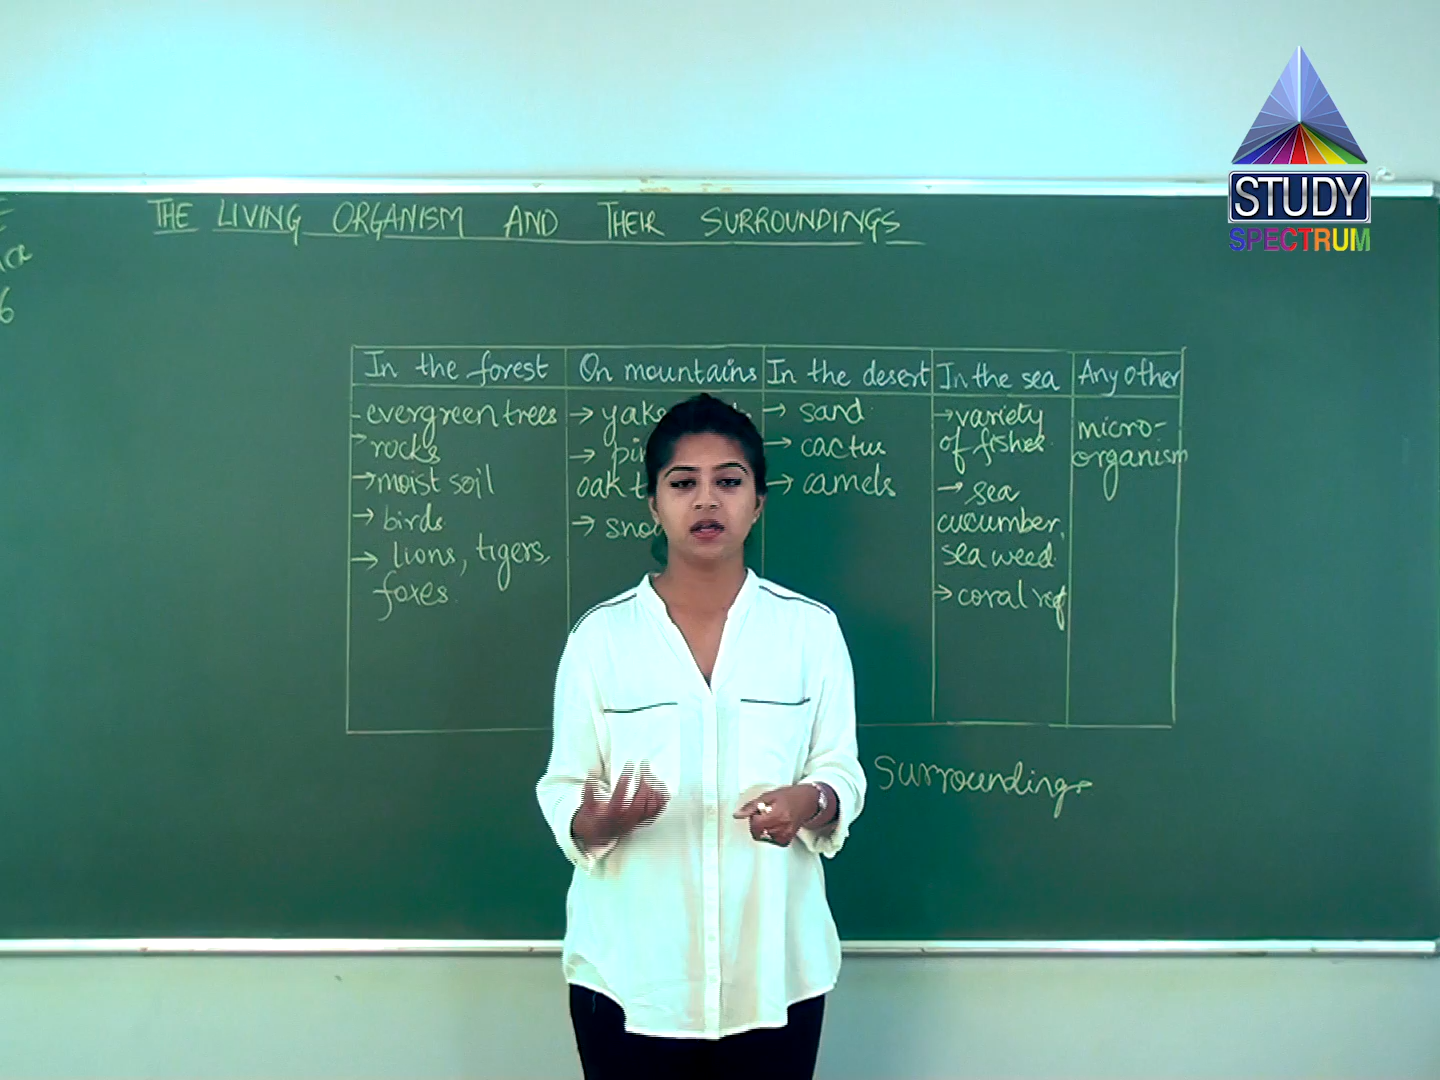 THE LIVING ORGANISM AND THEIR SURROUNDINGS
6
STUDY
SPECTRUM
In the forest
- evergreen trees
→ rocks
→ moist soil
→ birds
→ lions, tigers,
foxes.
On mountains
→
→
oak
→
In the desert
→ sand
→ cactus
→ camels
In the sea
→ variety
of fishes
→ sea
cucumber,
sea weed
→ coral reef
Any other
micro-
organism
Surroundings